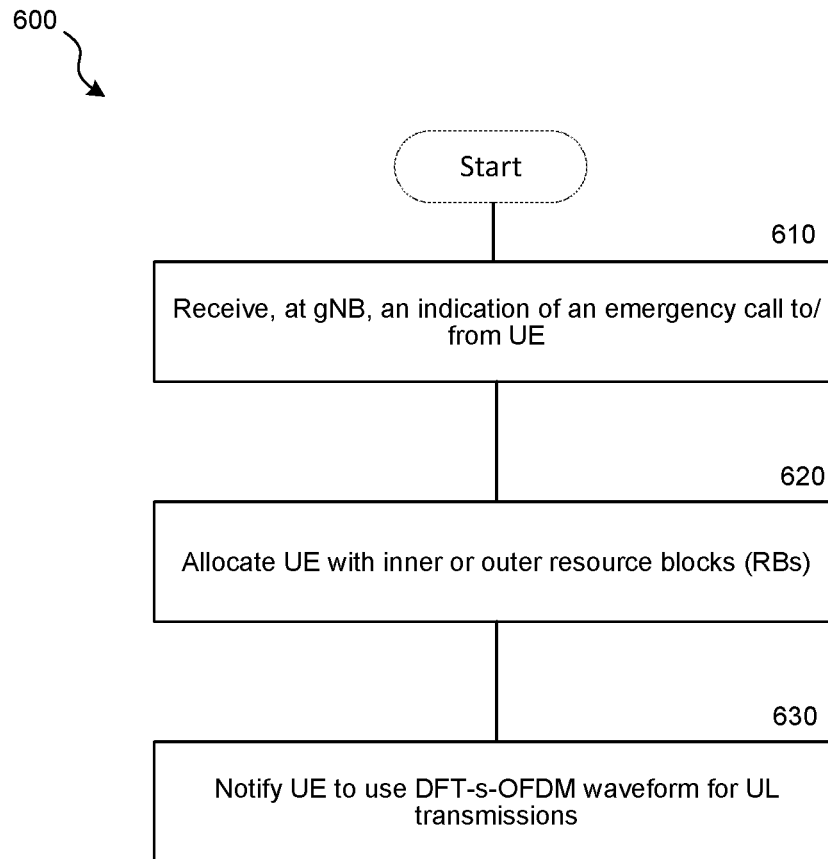 600
Start
610
Receive, at gNB, an indication of an emergency call to/
from UE
620
Allocate UE with inner or outer resource blocks (RBs)
630
Notify UE to use DFT-s-OFDM waveform for UL
transmissions